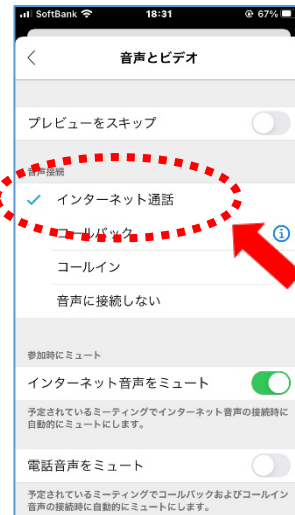 SoftBank 18:31 67%
音声とビデオ
プレビューをスキップ
音声接続
インターネット通話
コールバック
コールイン
音声に接続しない
参加時にミュート
インターネット音声をミュート
予定されているミーティングでインターネット音声の接続時に
自動的にミュートにします。
電話音声をミュート
予定されているミーティングでコールバックおよびコールイン
音声の接続時に自動的にミュートにします。